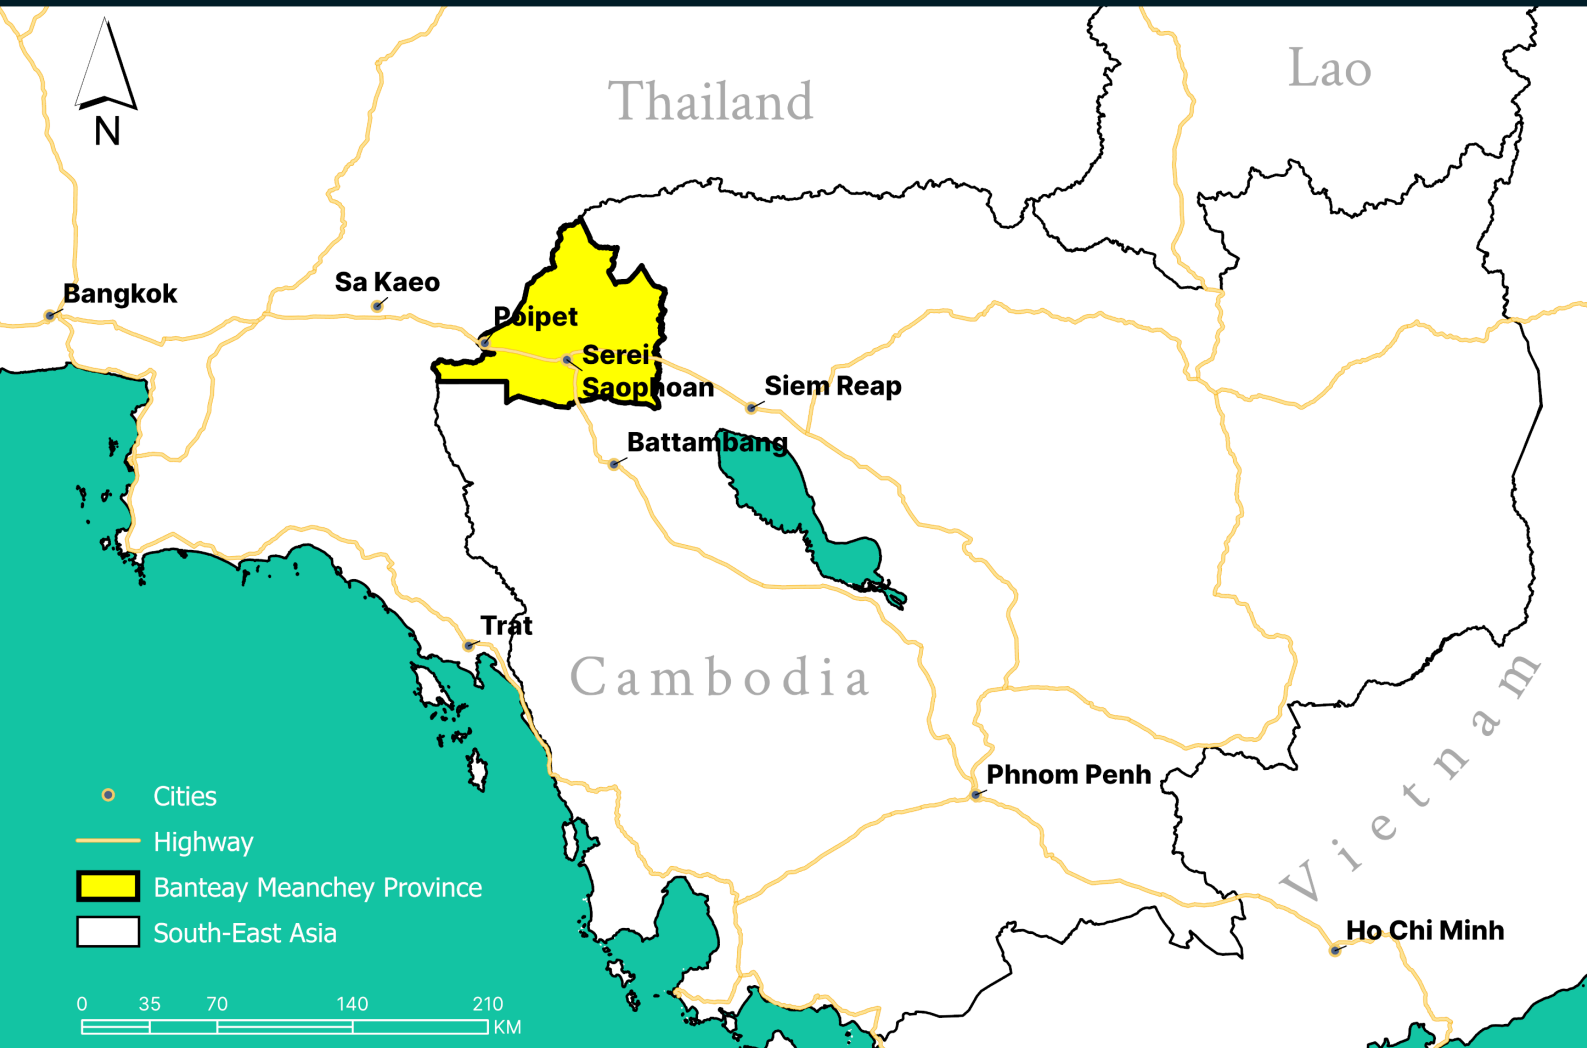 Thailand
Lao
N
Sa Kaeo
Bangkok
Poipet
Serei
Saophoan
Siem Reap
Battambang
Trat
Cambodia
Vietnam
Phnom Penh
Ho Chi Minh
Cities
Highway
Banteay Meanchey Province
South-East Asia
0 35 70 140 210
KM